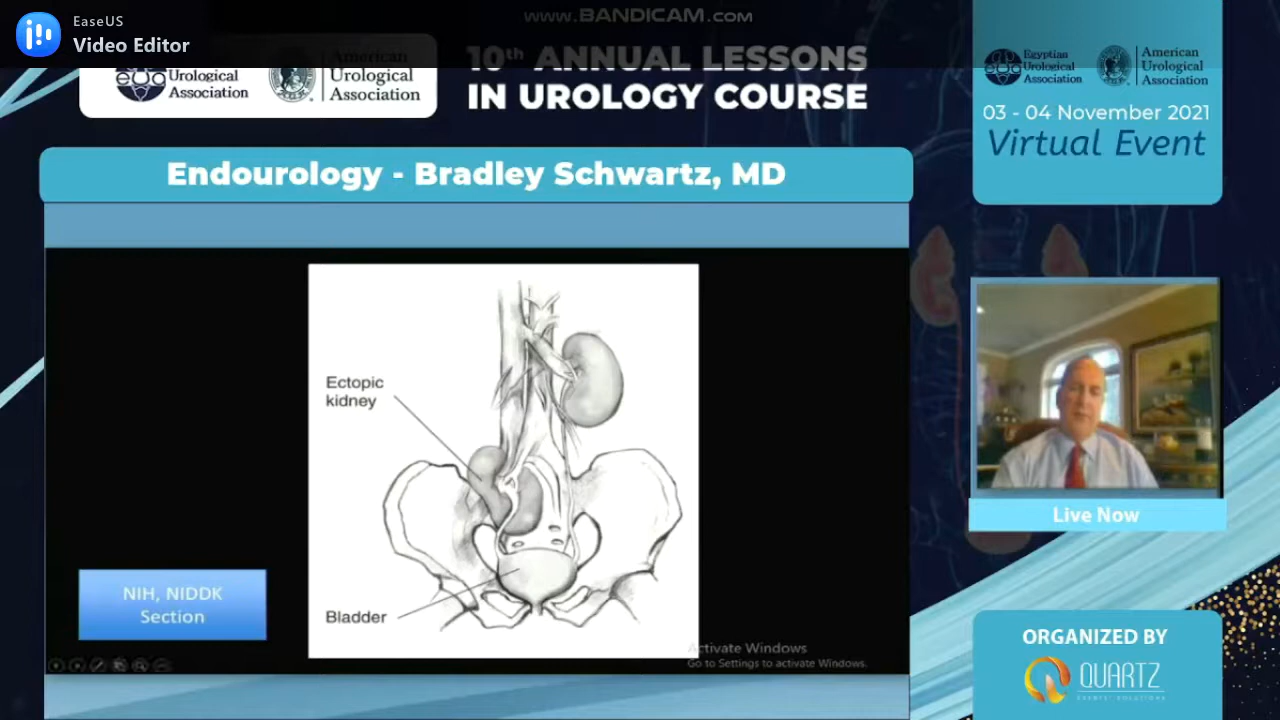 EaseUS
Video Editor
www.BANDICAM.com
Urological
Association
American
Urological
Association
10th ANNUAL LESSONS
IN UROLOGY COURSE
Egyptian
Urological
Association
American
Urological
Association
03 - 04 November 2021
Virtual Event
Endourology - Bradley Schwartz, MD
Ectopic
kidney
Bladder
NIH, NIDDK
Section
Activate Windows
Go to Settings to activate Windows.
Live Now
ORGANIZED BY
QUARTZ